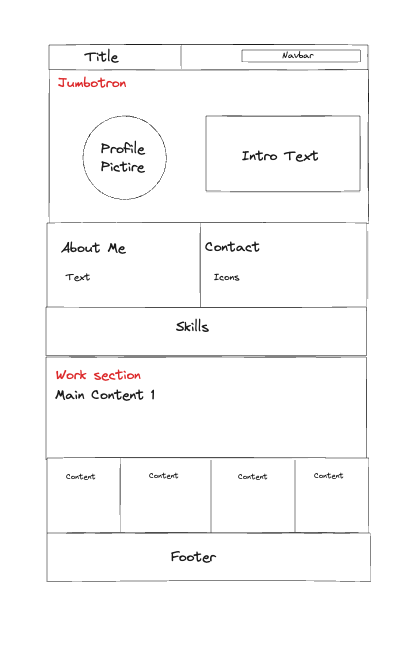 Title
Navbar
Jumbotron
Profile
Pictire
Intro Text
About Me
Contact
Text
Icons
Skills
Work section
Main Content 1
Content
Content
Content
Content
Footer